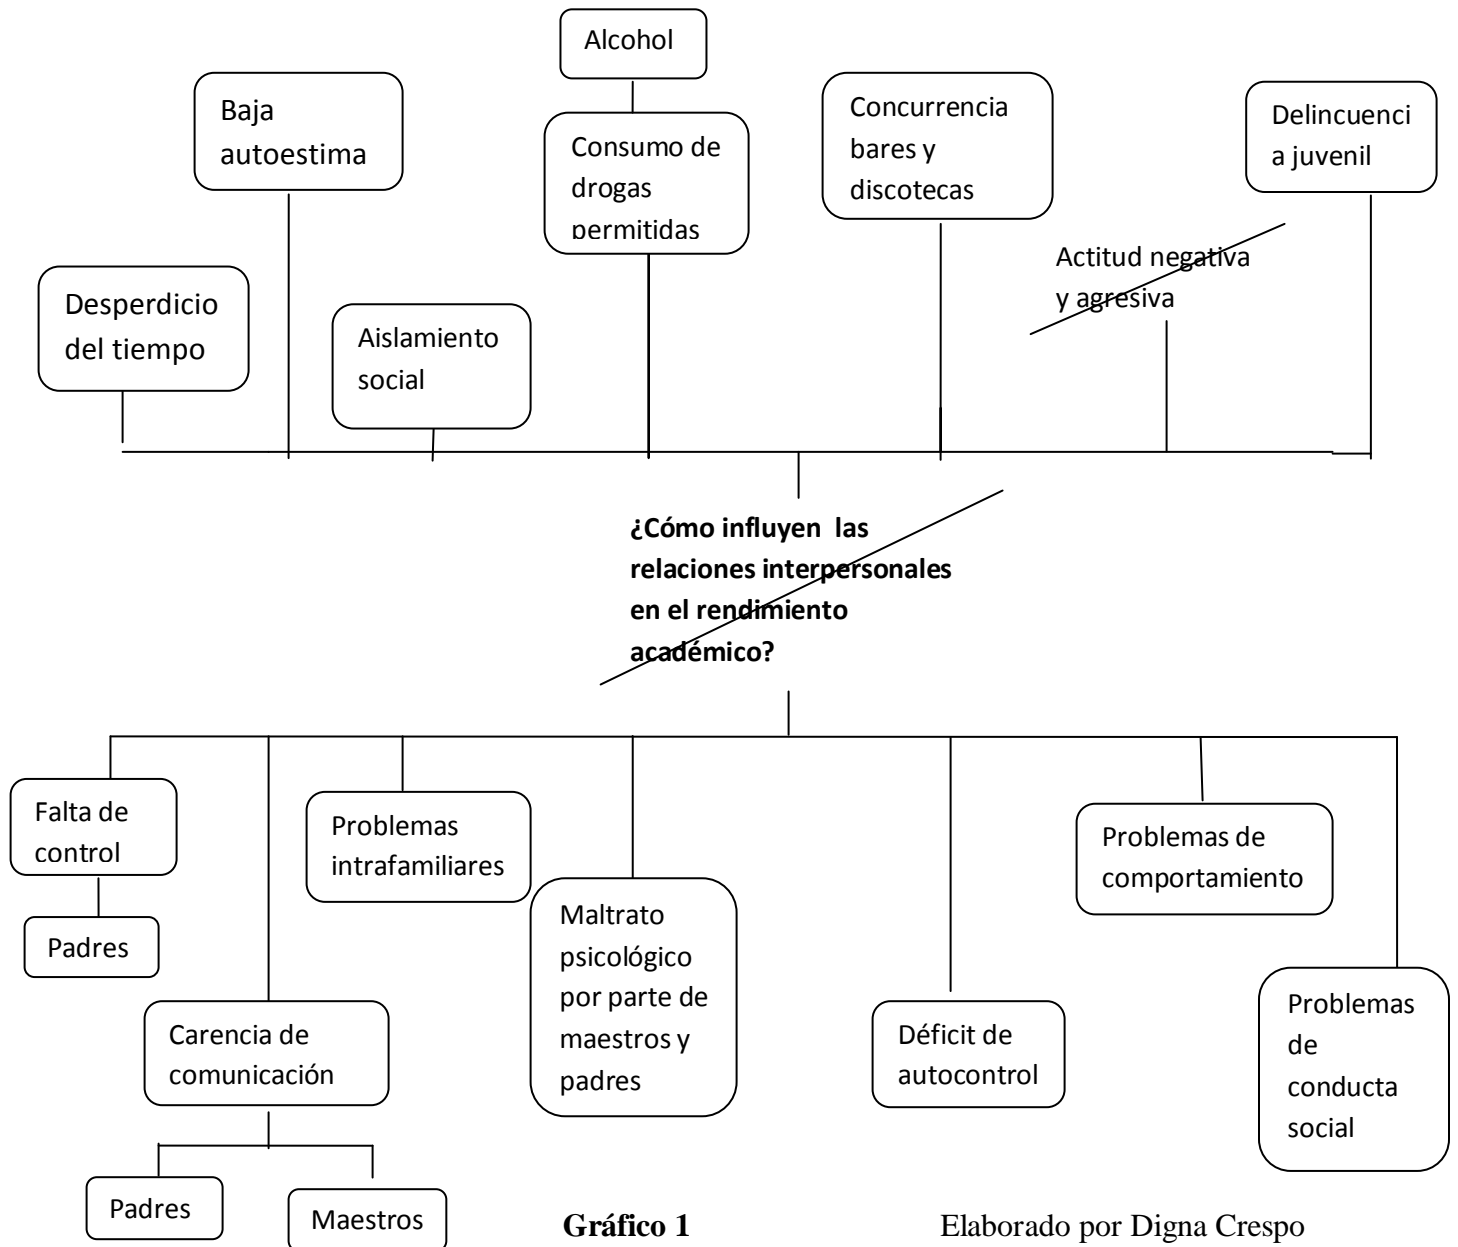 Alcohol
Baja
autoestima
Consumo de
drogas
permitidas
Concurrencia
bares y
discotecas
Delincuenci
a juvenil
Actitud negativa
y agresiva
Desperdicio
del tiempo
Aislamiento
social
¿Cómo influyen las
relaciones interpersonales
en el rendimiento
académico?
Falta de
control
Padres
Problemas
intrafamiliares
Maltrato
psicológico
por parte de
maestros y
padres
Problemas de
comportamiento
Carencia de
comunicación
Padres
Maestros
Déficit de
autocontrol
Problemas
de
conducta
social
Gráfico 1
Elaborado por Digna Crespo